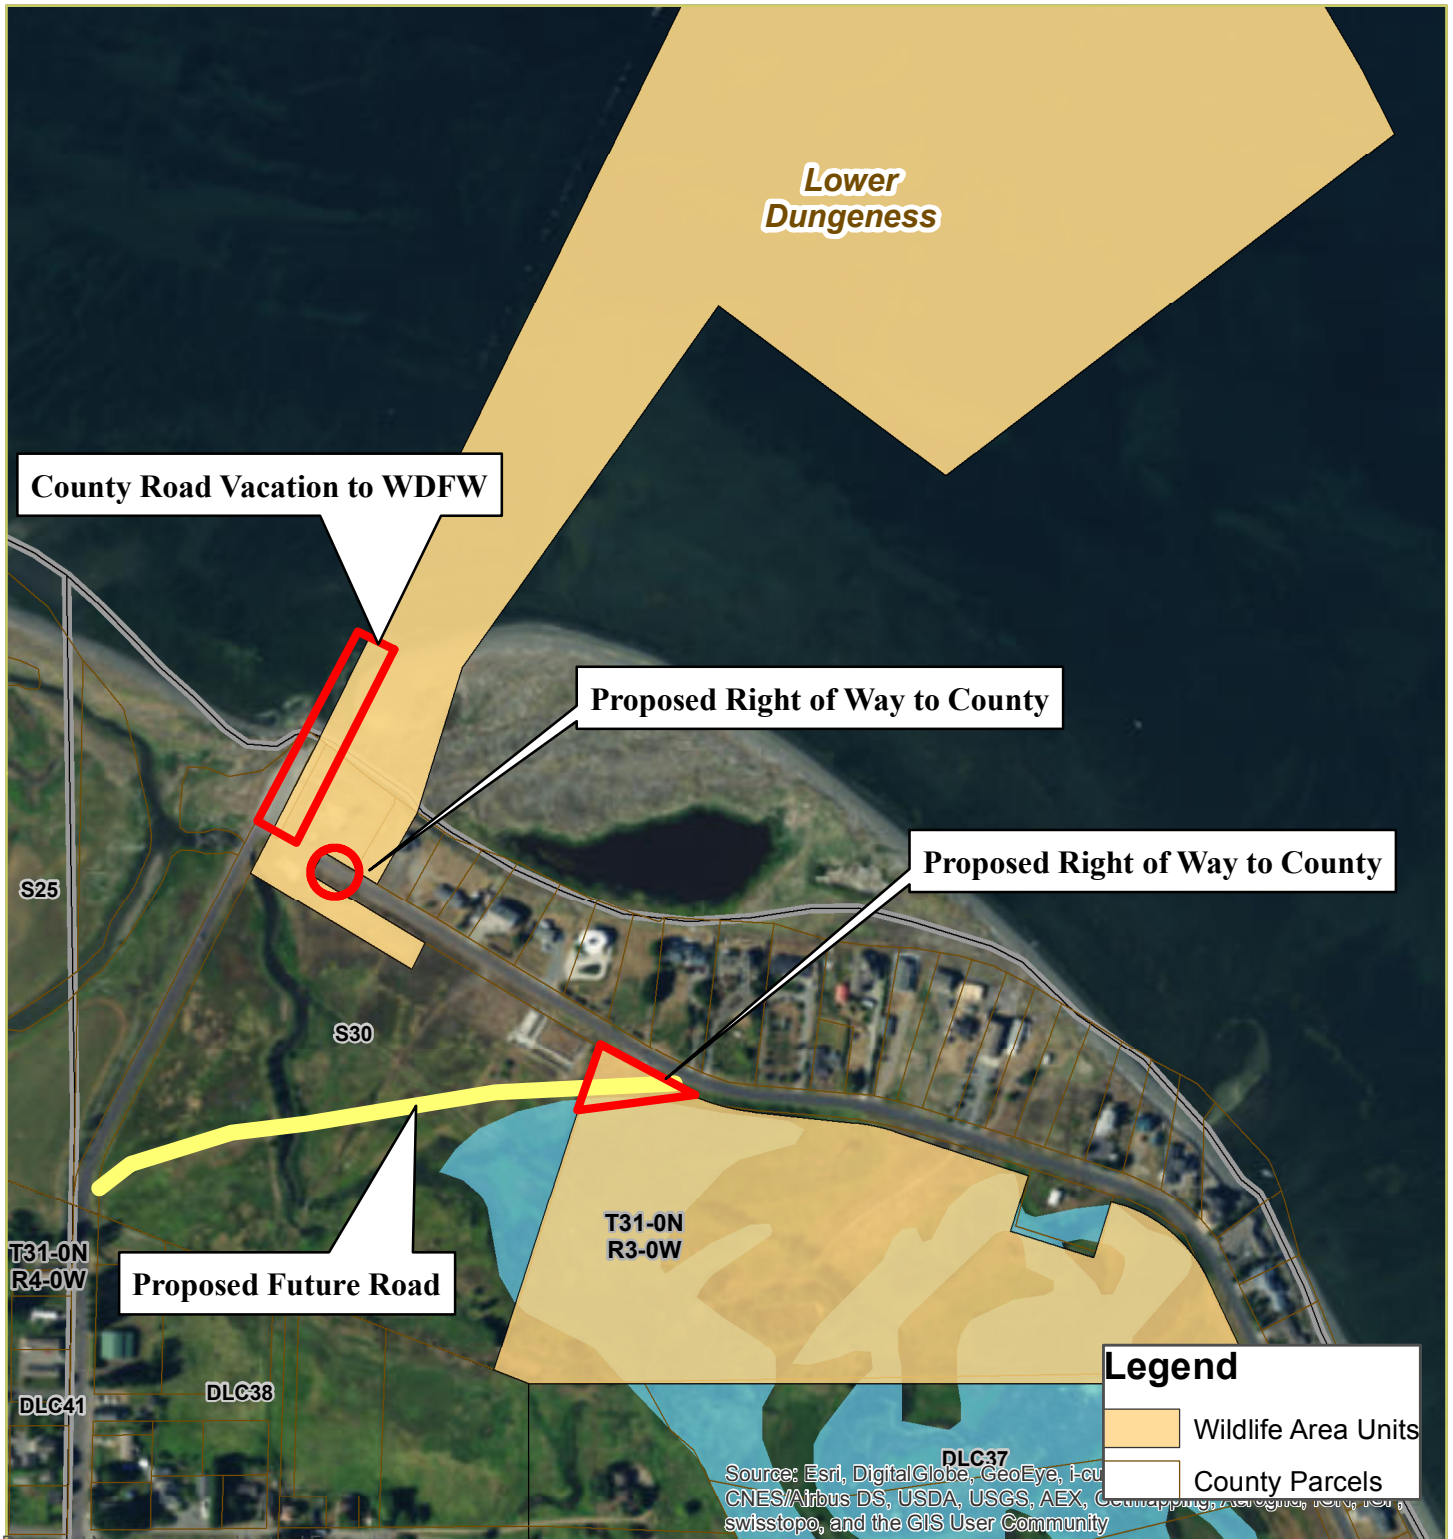 Lower
Dungeness
County Road Vacation to WDFW
Proposed Right of Way to County
Proposed Right of Way to County
S25
S30
T31-0N
R3-0W
T31-0N
R4-0W
Proposed Future Road
DLC41
DLC38
DLC37
Legend
Wildlife Area Units
County Parcels
Source: Esri, DigitalGlobe, GeoEye,
CNES/Airbus DS, USDA, USGS, AEX,
swisstopo, and the GIS User Community